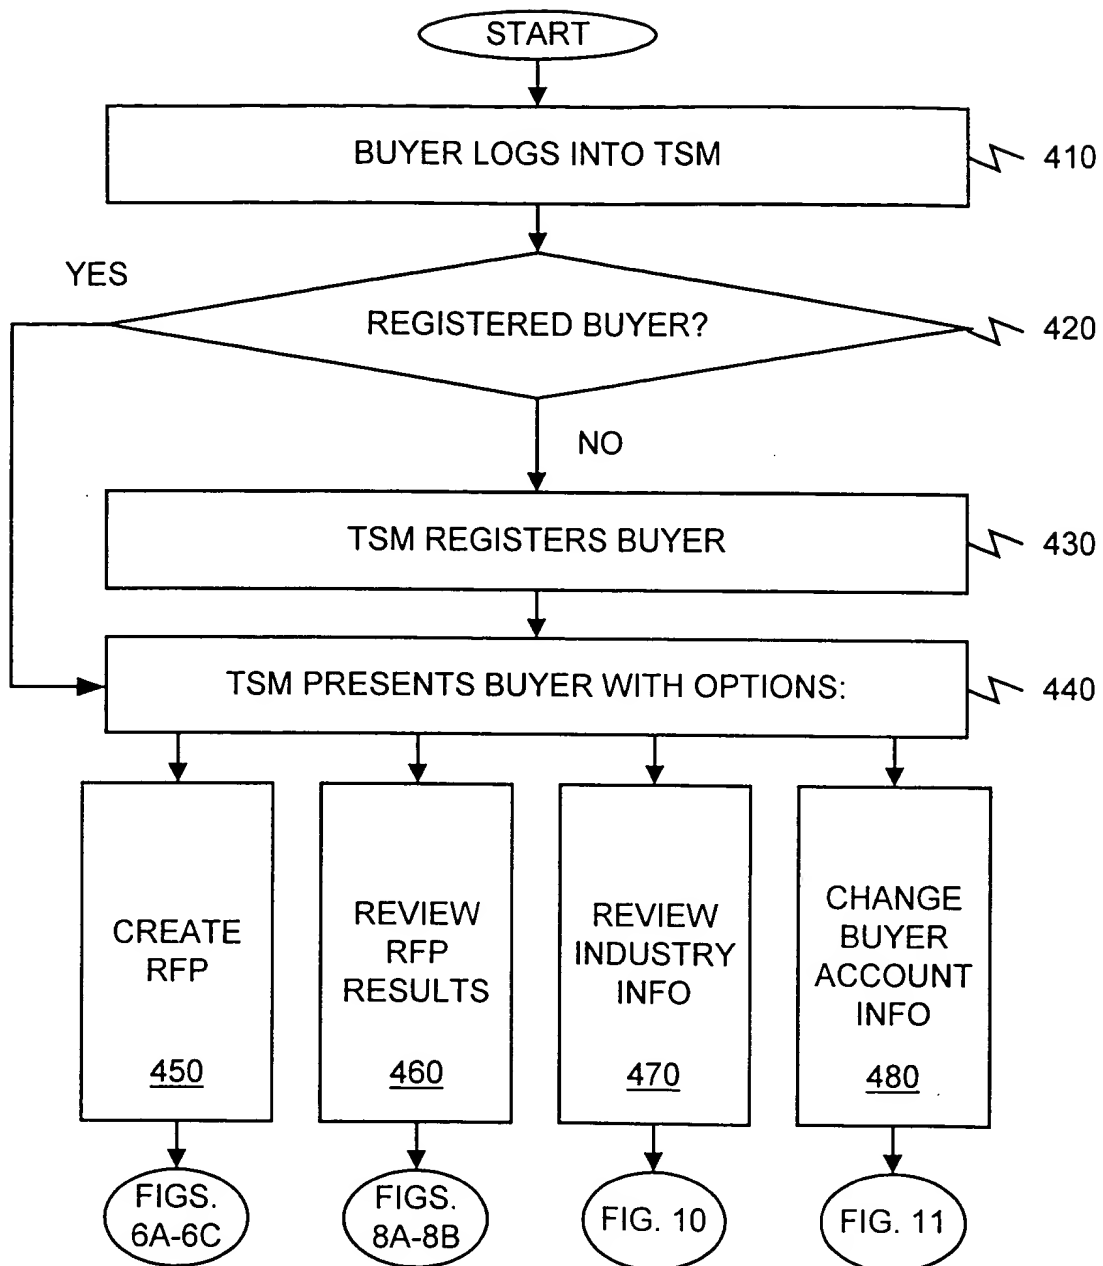 START
BUYER LOGS INTO TSM
410
YES
REGISTERED BUYER?
420
NO
TSM REGISTERS BUYER
430
TSM PRESENTS BUYER WITH OPTIONS:
440
CREATE
RFP
450
REVIEW
RFP
RESULTS
460
REVIEW
INDUSTRY
INFO
470
CHANGE
BUYER
ACCOUNT
INFO
480
FIGS.
6A-6C
FIGS.
8A-8B
FIG. 10
FIG. 11